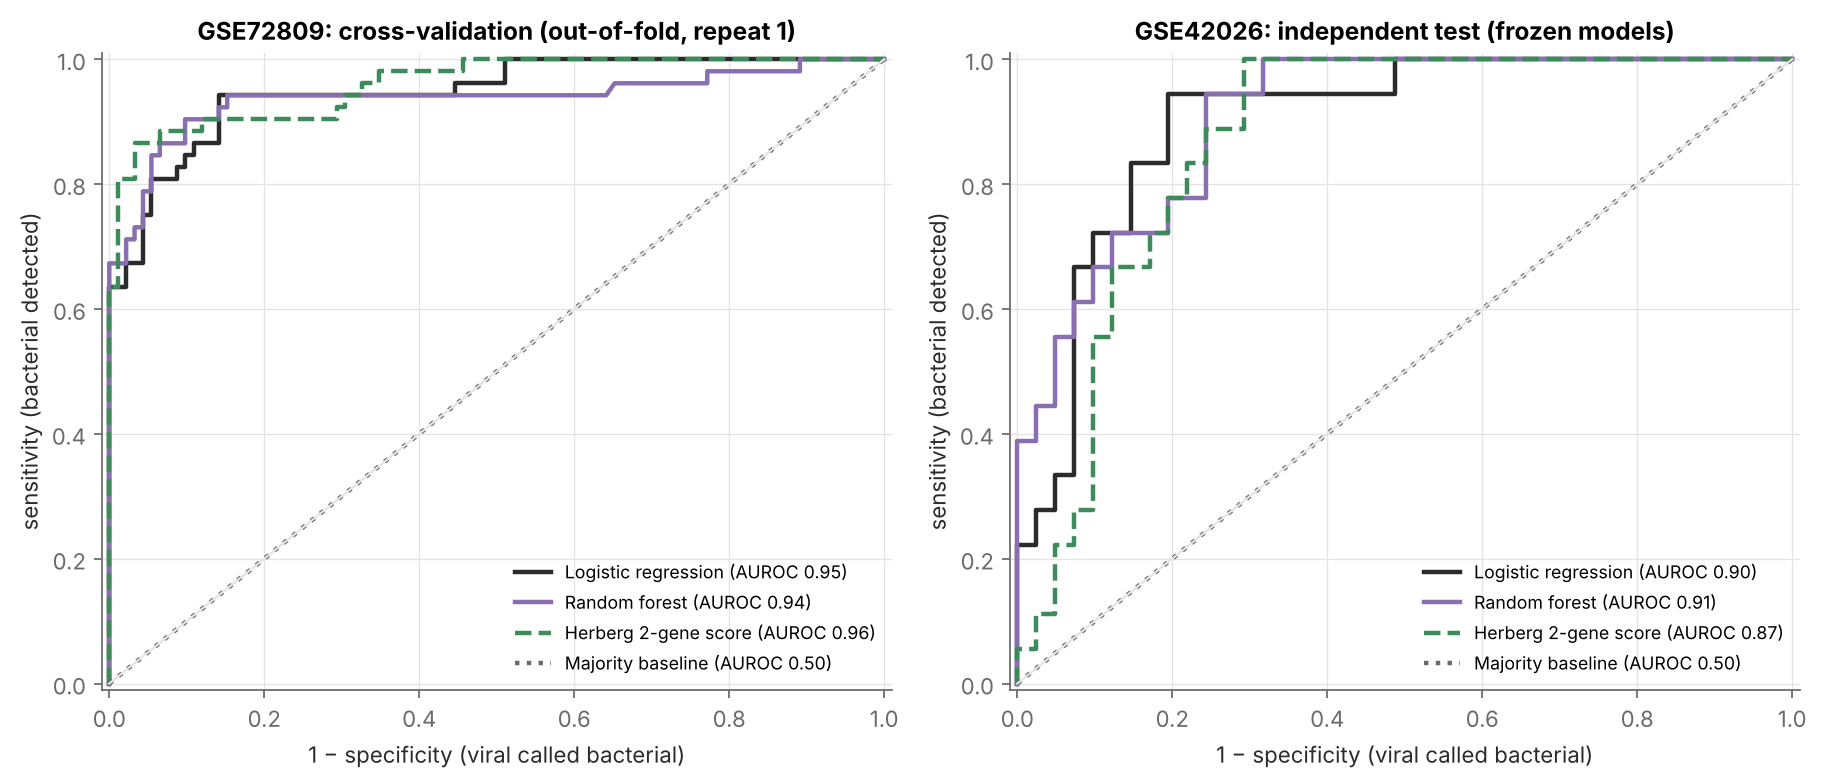 GSE72809: cross-validation (out-of-fold, repeat 1)
1.0
0.8
0.6
0.4
0.2
0.0
sensitivity (bacterial detected)
Logistic regression (AUROC 0.95)
Random forest (AUROC 0.94)
Herberg 2-gene score (AUROC 0.96)
Majority baseline (AUROC 0.50)
0.0 0.2 0.4 0.6 0.8 1.0
1 − specificity (viral called bacterial)
GSE42026: independent test (frozen models)
1.0
0.8
0.6
0.4
0.2
0.0
sensitivity (bacterial detected)
Logistic regression (AUROC 0.90)
Random forest (AUROC 0.91)
Herberg 2-gene score (AUROC 0.87)
Majority baseline (AUROC 0.50)
0.0 0.2 0.4 0.6 0.8 1.0
1 − specificity (viral called bacterial)